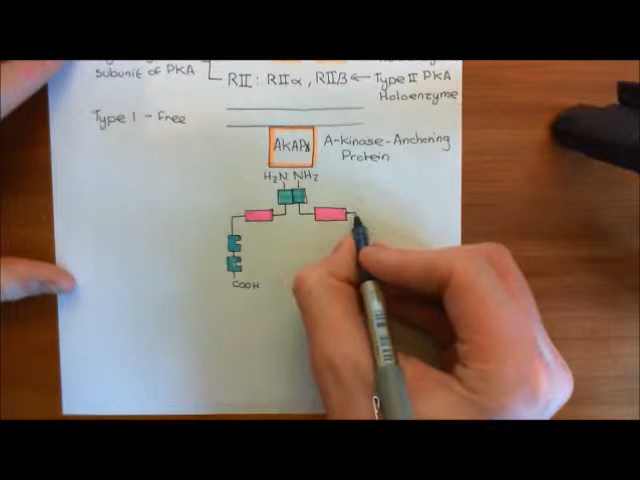 subunit of PKA
RII: RIIα, RIIβ ← Type II PKA
Holoenzyme
Type 1 - Free
AKAPs
A-kinase-Anchoring
Protein
H₂N NH₂
COOH